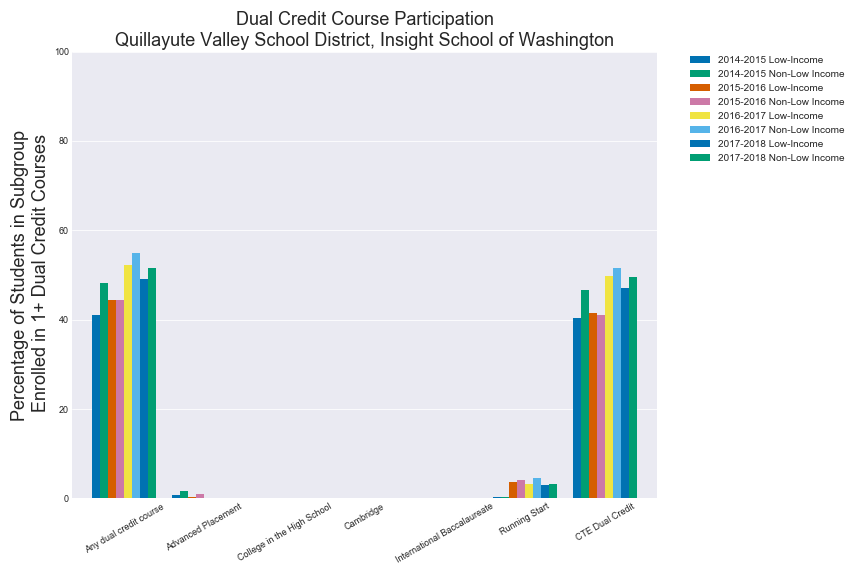 Dual Credit Course Participation
Quillayute Valley School District, Insight School of Washington
Percentage of Students in Subgroup
Enrolled in 1+ Dual Credit Courses
100
80
60
40
20
0
Any dual credit course
Advanced Placement
College in the High School
Cambridge
International Baccalaureate
Running Start
CTE Dual Credit
2014-2015 Low-Income
2014-2015 Non-Low Income
2015-2016 Low-Income
2015-2016 Non-Low Income
2016-2017 Low-Income
2016-2017 Non-Low Income
2017-2018 Low-Income
2017-2018 Non-Low Income